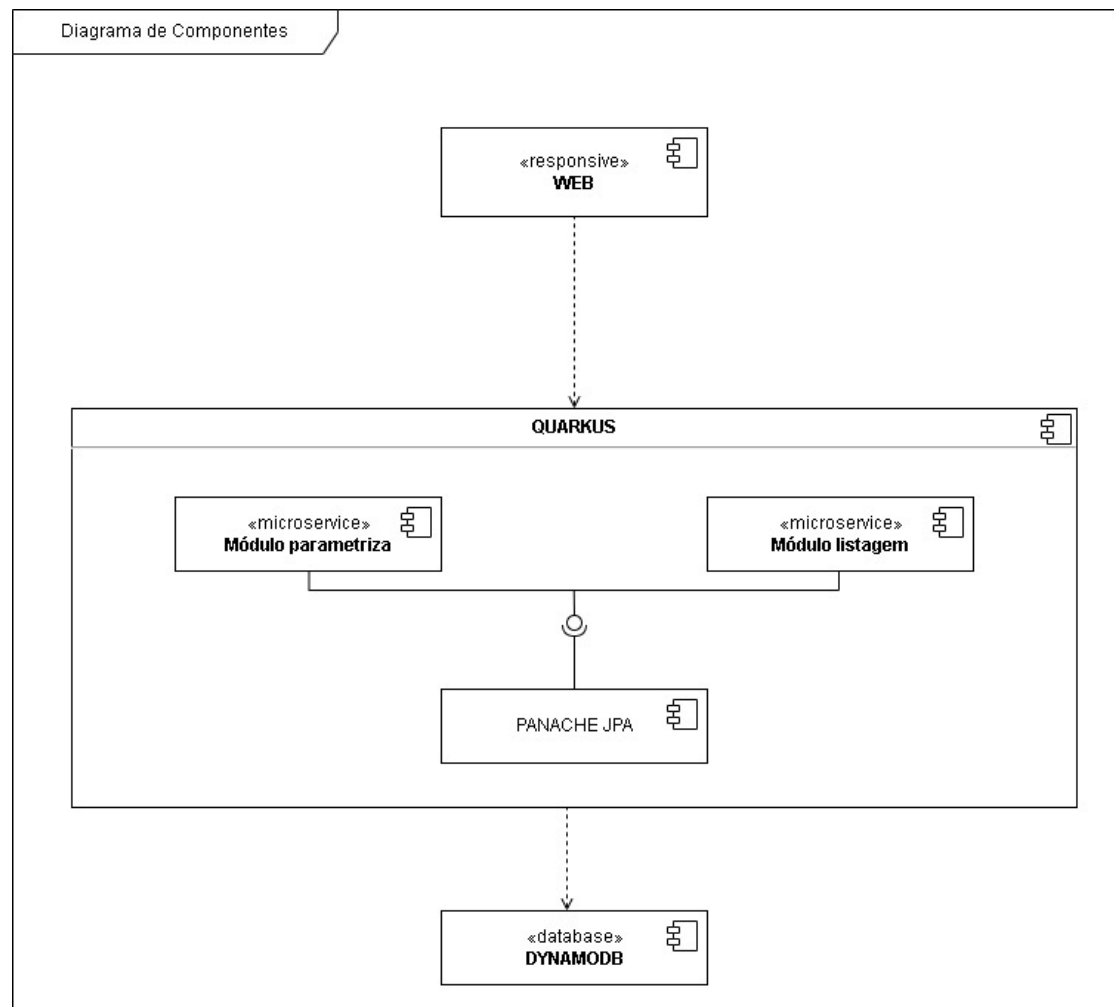 Diagrama de Componentes
«responsive»
WEB
QUARKUS
«microservice»
Módulo parametriza
«microservice»
Módulo listagem
PANACHE JPA
«database»
DYNAMODB